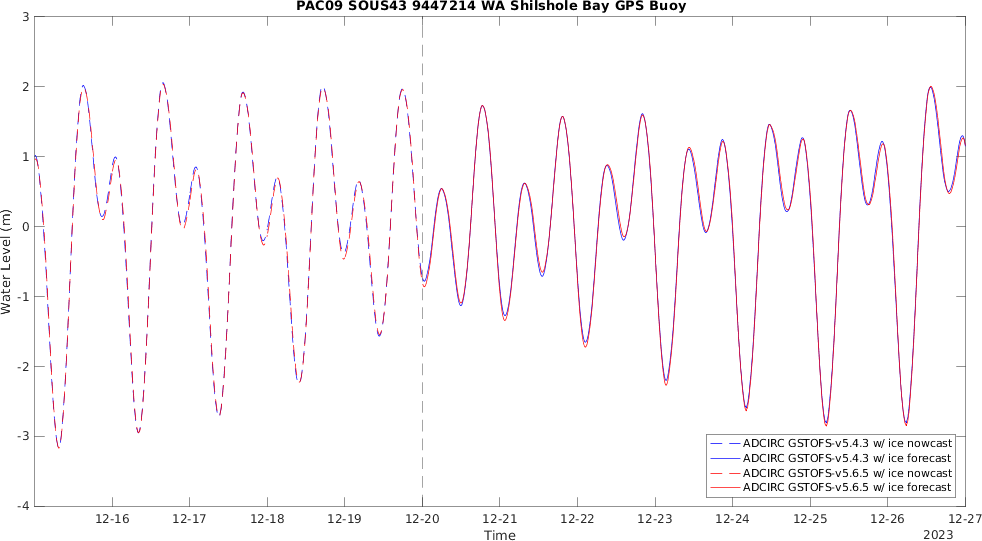 PAC09 SOUS43 9447214 WA Shilshole Bay GPS Buoy
Water Level (m)
3
2
1
0
-1
-2
-3
-4
ADCIRC GSTOFS-v5.4.3 w/ ice nowcast
ADCIRC GSTOFS-v5.4.3 w/ ice forecast
ADCIRC GSTOFS-v5.6.5 w/ ice nowcast
ADCIRC GSTOFS-v5.6.5 w/ ice forecast
12-16 12-17 12-18 12-19 12-20 12-21 12-22 12-23 12-24 12-25 12-26 12-27
Time
2023